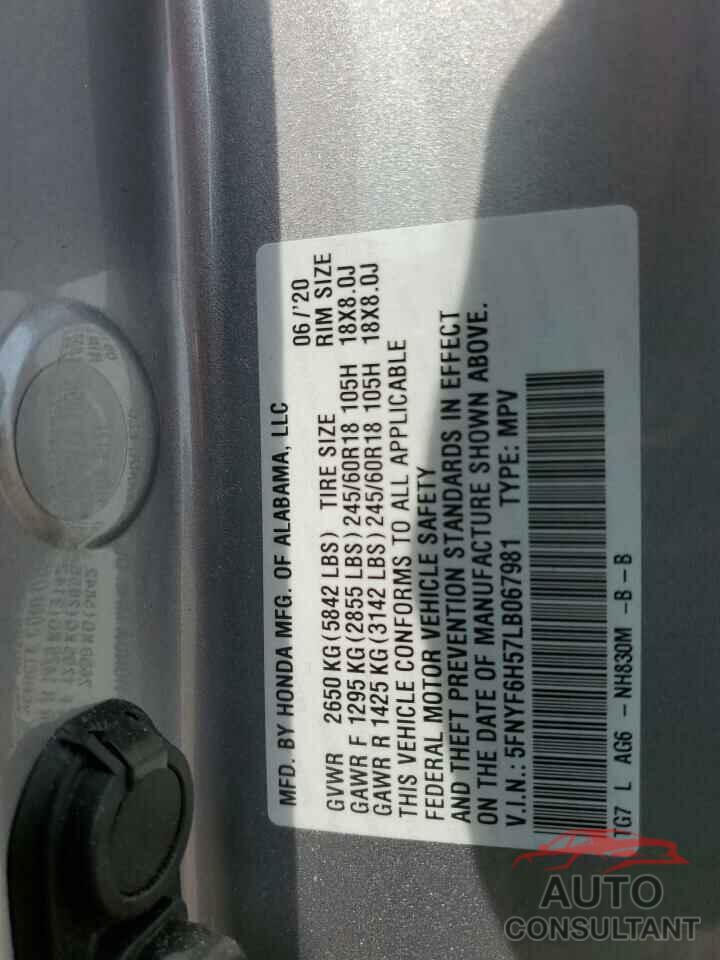 MFD. BY HONDA MFG. OF ALABAMA, LLC 06/'20
GVWR 2650 KG(5842 LBS) TIRE SIZE RIM SIZE
GAWR F 1295 KG(2855 LBS)245/60R18 105H 18X8.0J
GAWR R 1425 KG(3142 LBS)245/60R18 105H 18X8.0J
THIS VEHICLE CONFORMS TO ALL APPLICABLE
FEDERAL MOTOR VEHICLE SAFETY
AND THEFT PREVENTION STANDARDS IN EFFECT
ON THE DATE OF MANUFACTURE SHOWN ABOVE.
V.I.N.: 5FNYF6H57LB067981 TYPE: MPV
TG7 L AG6 - NH830M -B-B
AUTO
CONSULTANT